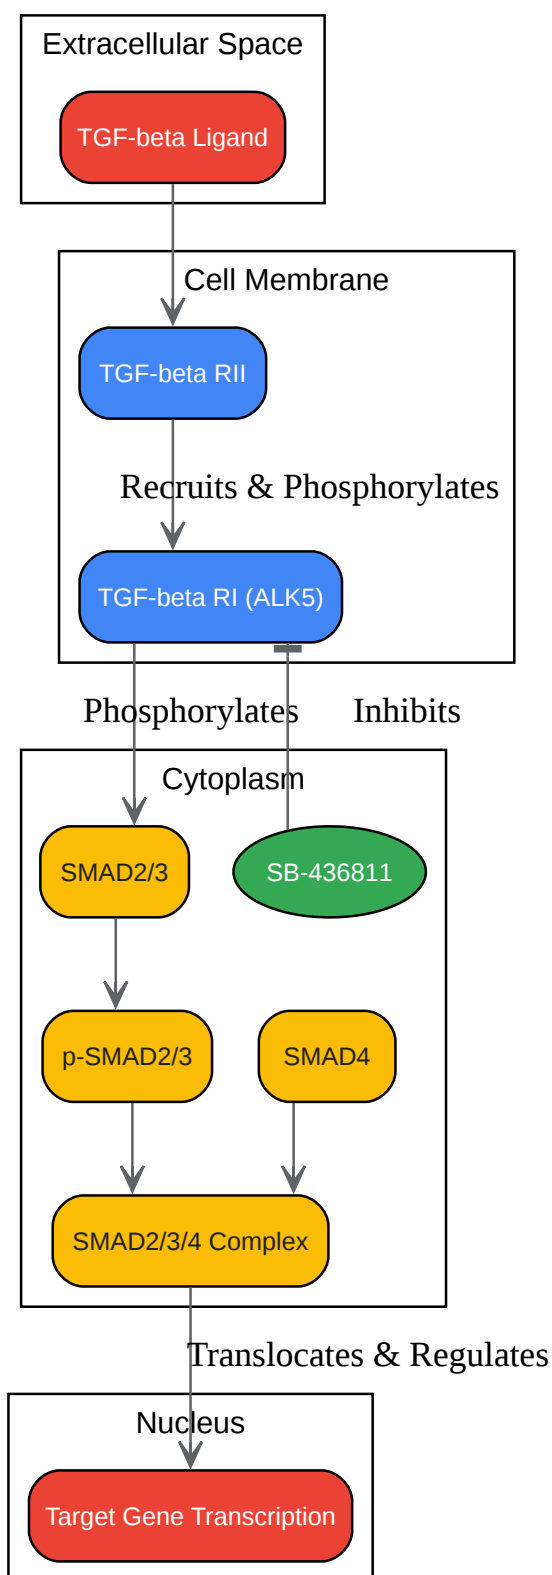 Extracellular Space
TGF-beta Ligand
Cell Membrane
TGF-beta RII
Recruits & Phosphorylates
TGF-beta RI (ALK5)
Phosphorylates
Inhibits
Cytoplasm
SMAD2/3
SB-436811
p-SMAD2/3
SMAD4
SMAD2/3/4 Complex
Translocates & Regulates
Nucleus
Target Gene Transcription